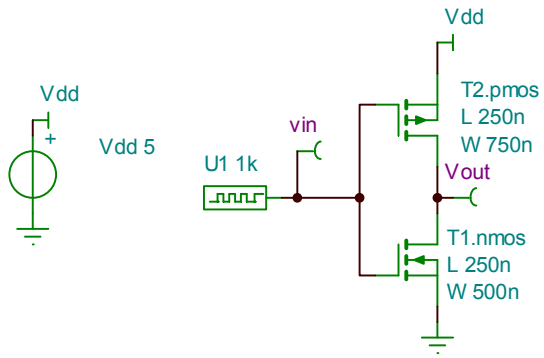 Vdd
Vdd
+
Vdd 5
U1 1k
vin
T2.pmos
L 250n
W 750n
Vout
T1.nmos
L 250n
W 500n